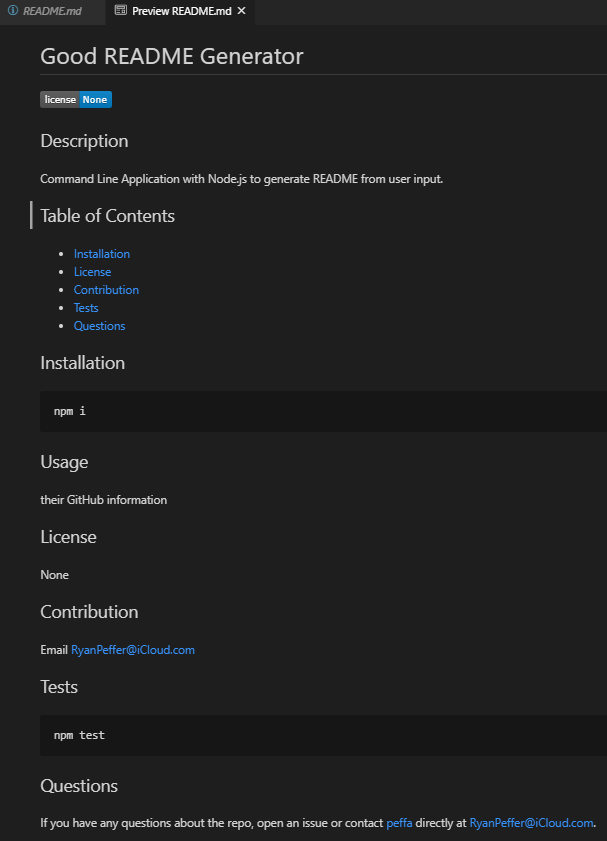 README.md
Preview README.md
Good README Generator
license None
Description
Command Line Application with Node.js to generate README from user input.
Table of Contents
Installation
License
Contribution
Tests
Questions
Installation
npm i
Usage
their GitHub information
License
None
Contribution
Email RyanPeffer@iCloud.com
Tests
npm test
Questions
If you have any questions about the repo, open an issue or contact peffa directly at RyanPeffer@iCloud.com.